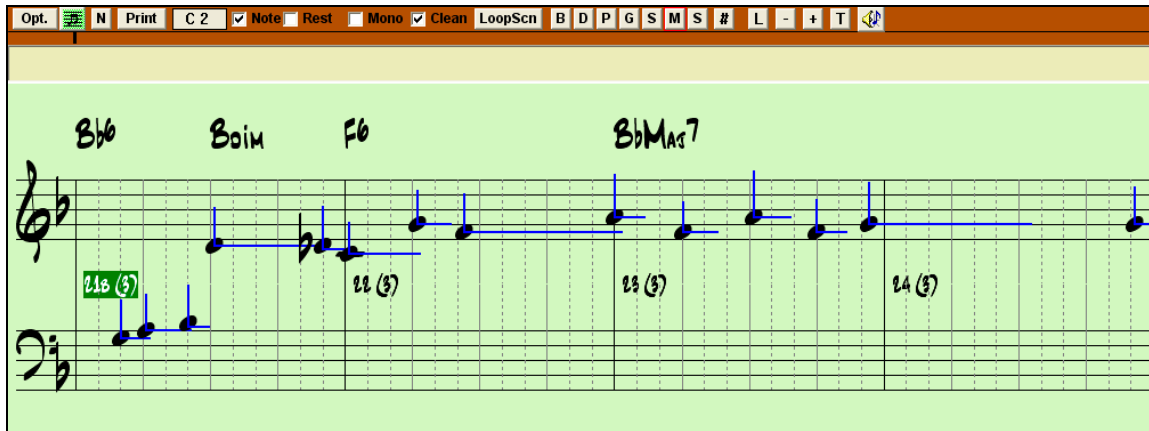 Opt. N Print C 2 Note Rest Mono Clean LoopScn B D P G S M S # L - + T
Bb6 BDIM F6 BbMAJ7
21B (3) 22 (3) 23 (3) 24 (3)